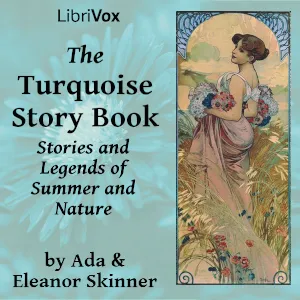 LibriVox
The
Turquoise
Story Book
Stories and
Legends of
Summer and
Nature
by Ada &
Eleanor Skinner